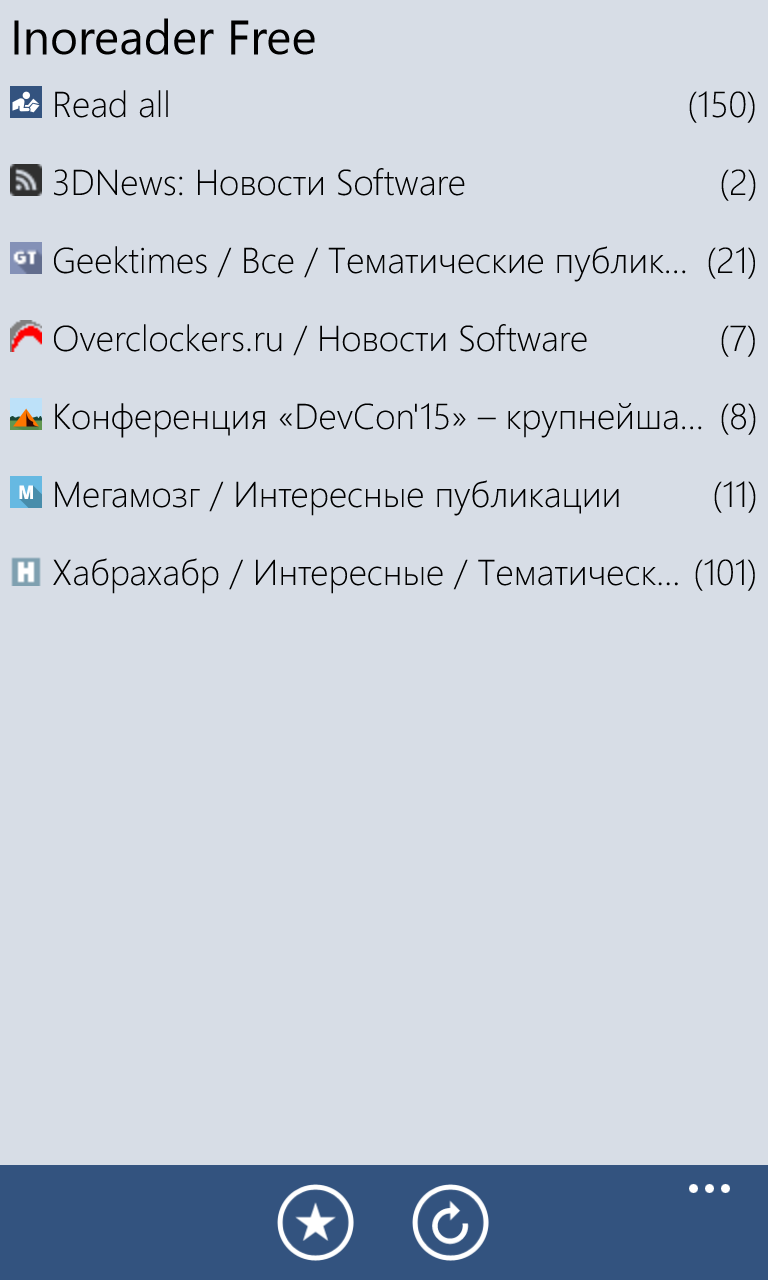 Inoreader Free
Read all (150)
3DNews: Новости Software (2)
GT Geektimes / Все / Тематические публик... (21)
Overclockers.ru / Новости Software (7)
Конференция «DevCon'15» – крупнейша... (8)
M Мегамозг / Интересные публикации (11)
H Хабрахабр / Интересные / Тематическ... (101)